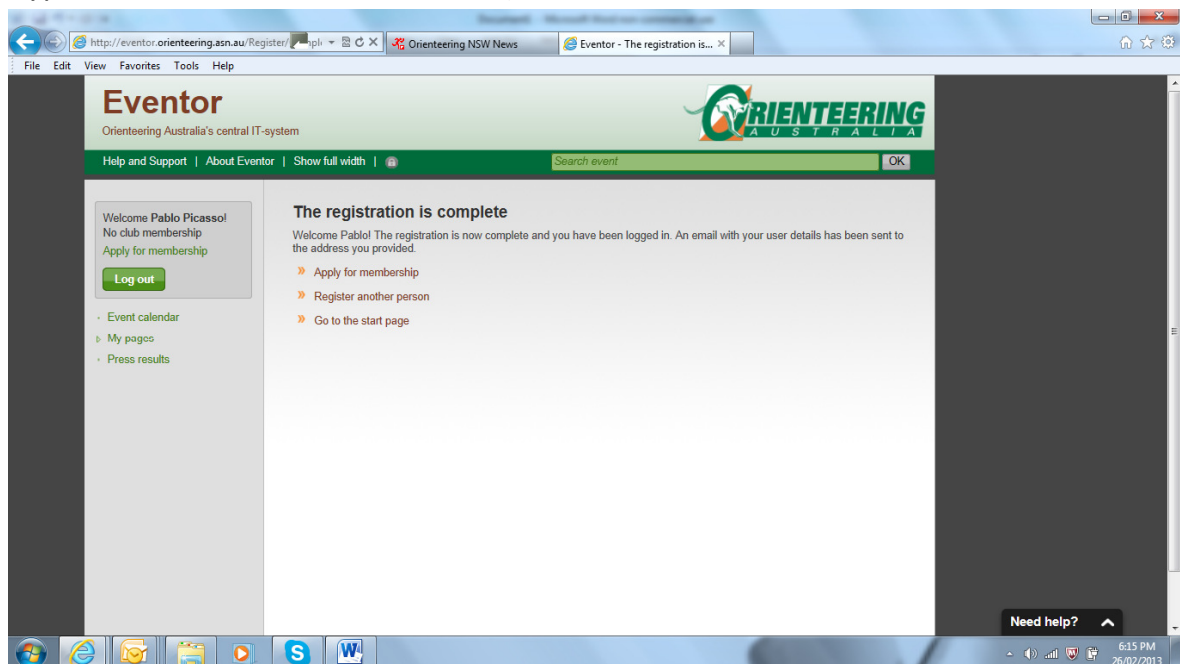 http://eventor.orienteering.asn.au/Register/
Orienteering NSW News
Eventor - The registration is...
File Edit View Favorites Tools Help
Eventor
Orienteering Australia's central IT-system
ORIENTEERING
AUSTRALIA
Help and Support | About Eventor | Show full width |
Search event
OK
Welcome Pablo Picasso!
No club membership
Apply for membership
Log out
Event calendar
My pages
Press results
The registration is complete
Welcome Pablo! The registration is now complete and you have been logged in. An email with your user details has been sent to
the address you provided.
Apply for membership
Register another person
Go to the start page
Need help?
6:15 PM
26/02/2013